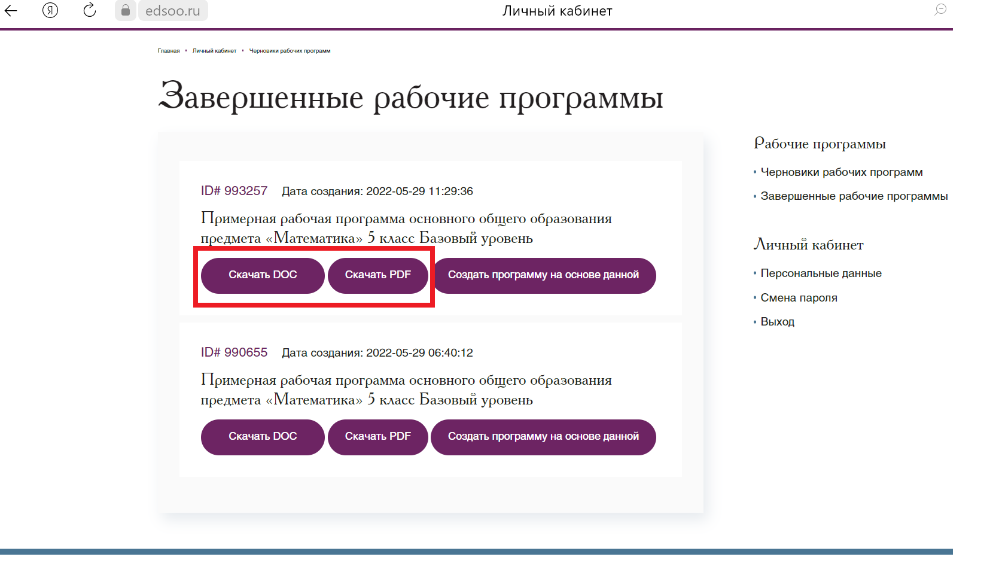 Я edsoo.ru Личный кабинет
Главная • Личный кабинет • Черновики рабочих программ
Завершенные рабочие программы
ID# 993257 Дата создания: 2022-05-29 11:29:36
Примерная рабочая программа основного общего образования
предмета «Математика» 5 класс Базовый уровень
Скачать DOC Скачать PDF Создать программу на основе данной
ID# 990655 Дата создания: 2022-05-29 06:40:12
Примерная рабочая программа основного общего образования
предмета «Математика» 5 класс Базовый уровень
Скачать DOC Скачать PDF Создать программу на основе данной
Рабочие программы
• Черновики рабочих программ
• Завершенные рабочие программы
Личный кабинет
• Персональные данные
• Смена пароля
• Выход